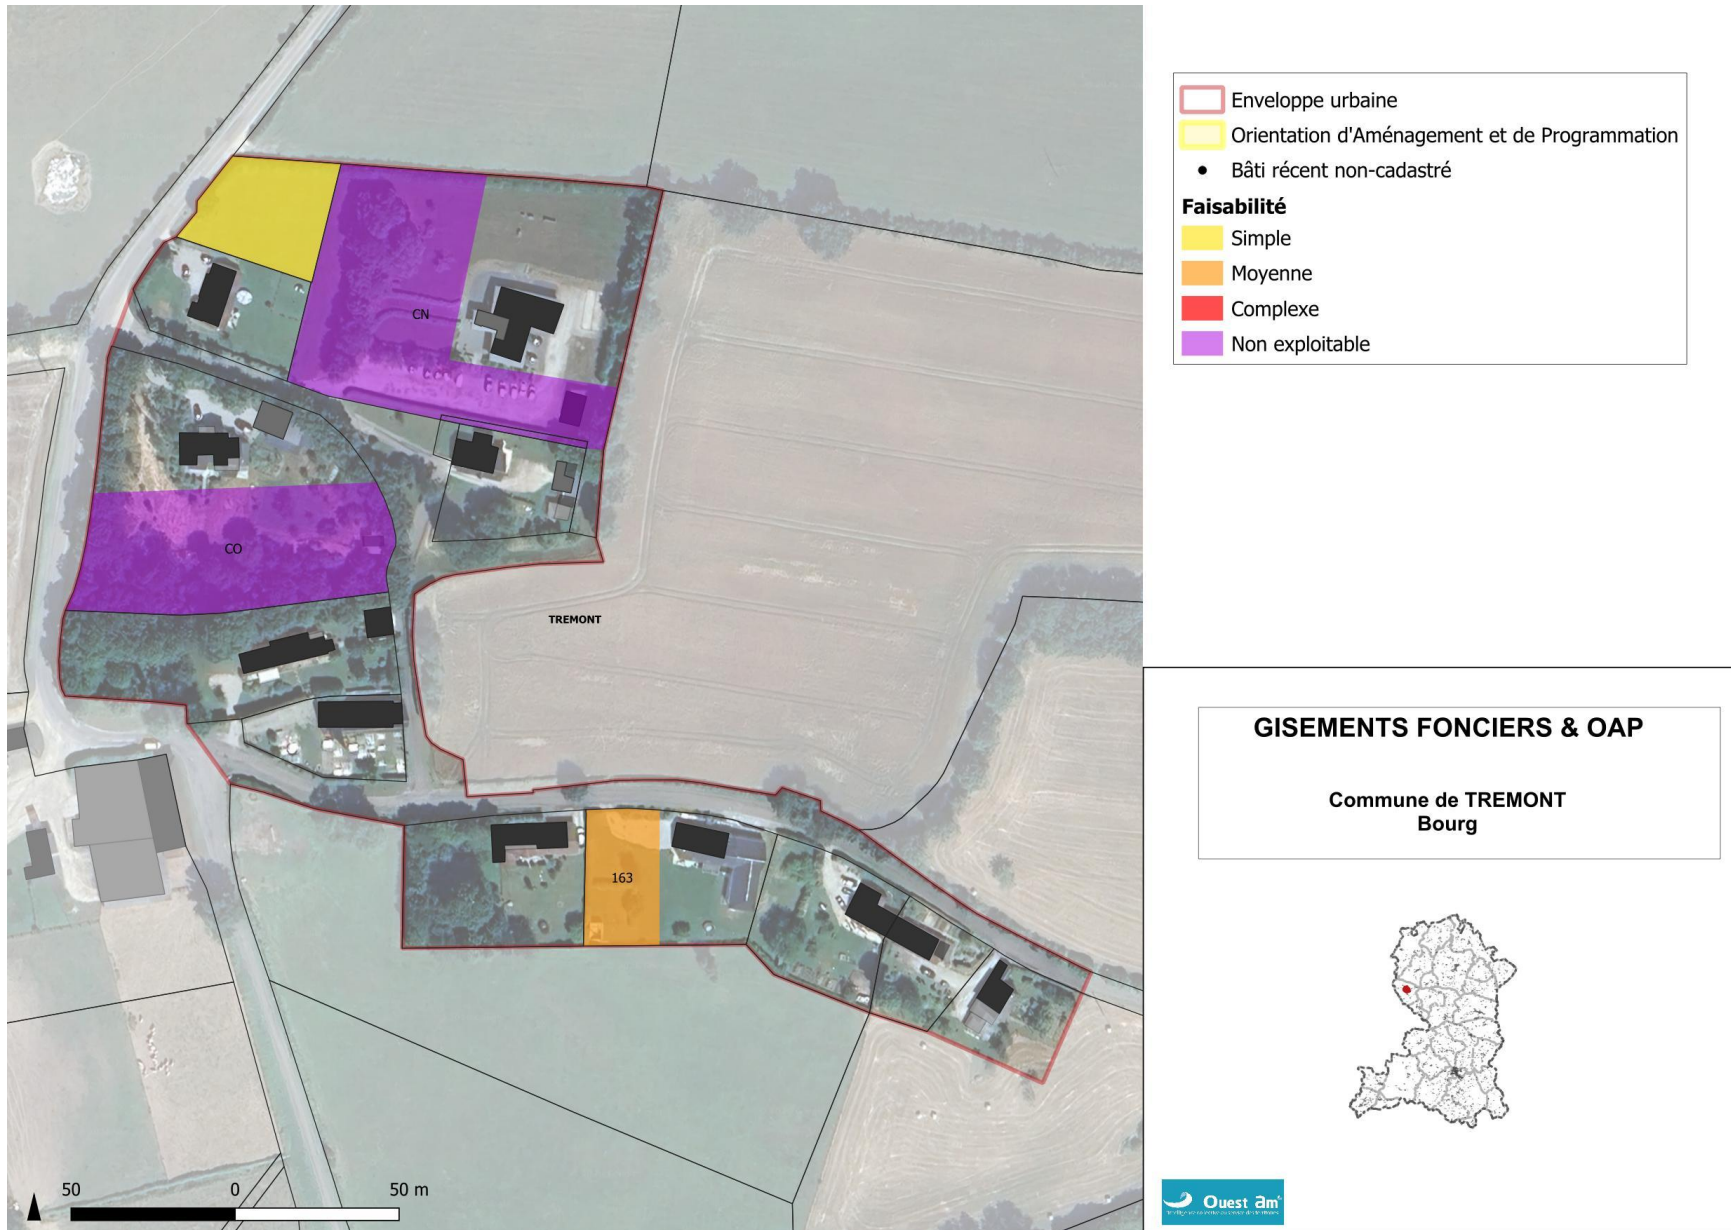 Enveloppe urbaine
Orientation d'Aménagement et de Programmation
Bâti récent non-cadastré
Faisabilité
Simple
Moyenne
Complexe
Non exploitable
CN
CO
TREMONT
163
50 0 50 m
GISEMENTS FONCIERS & OAP
Commune de TREMONT
Bourg
Ouest am'